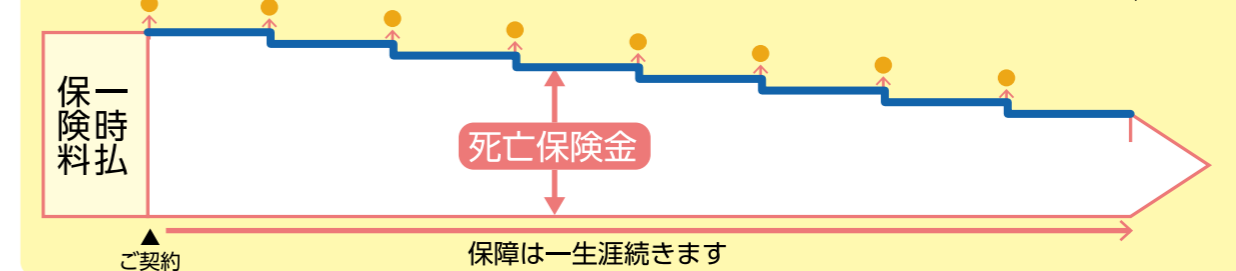 一時払
保険料
死亡保険金
▲
ご契約
保障は一生涯続きます